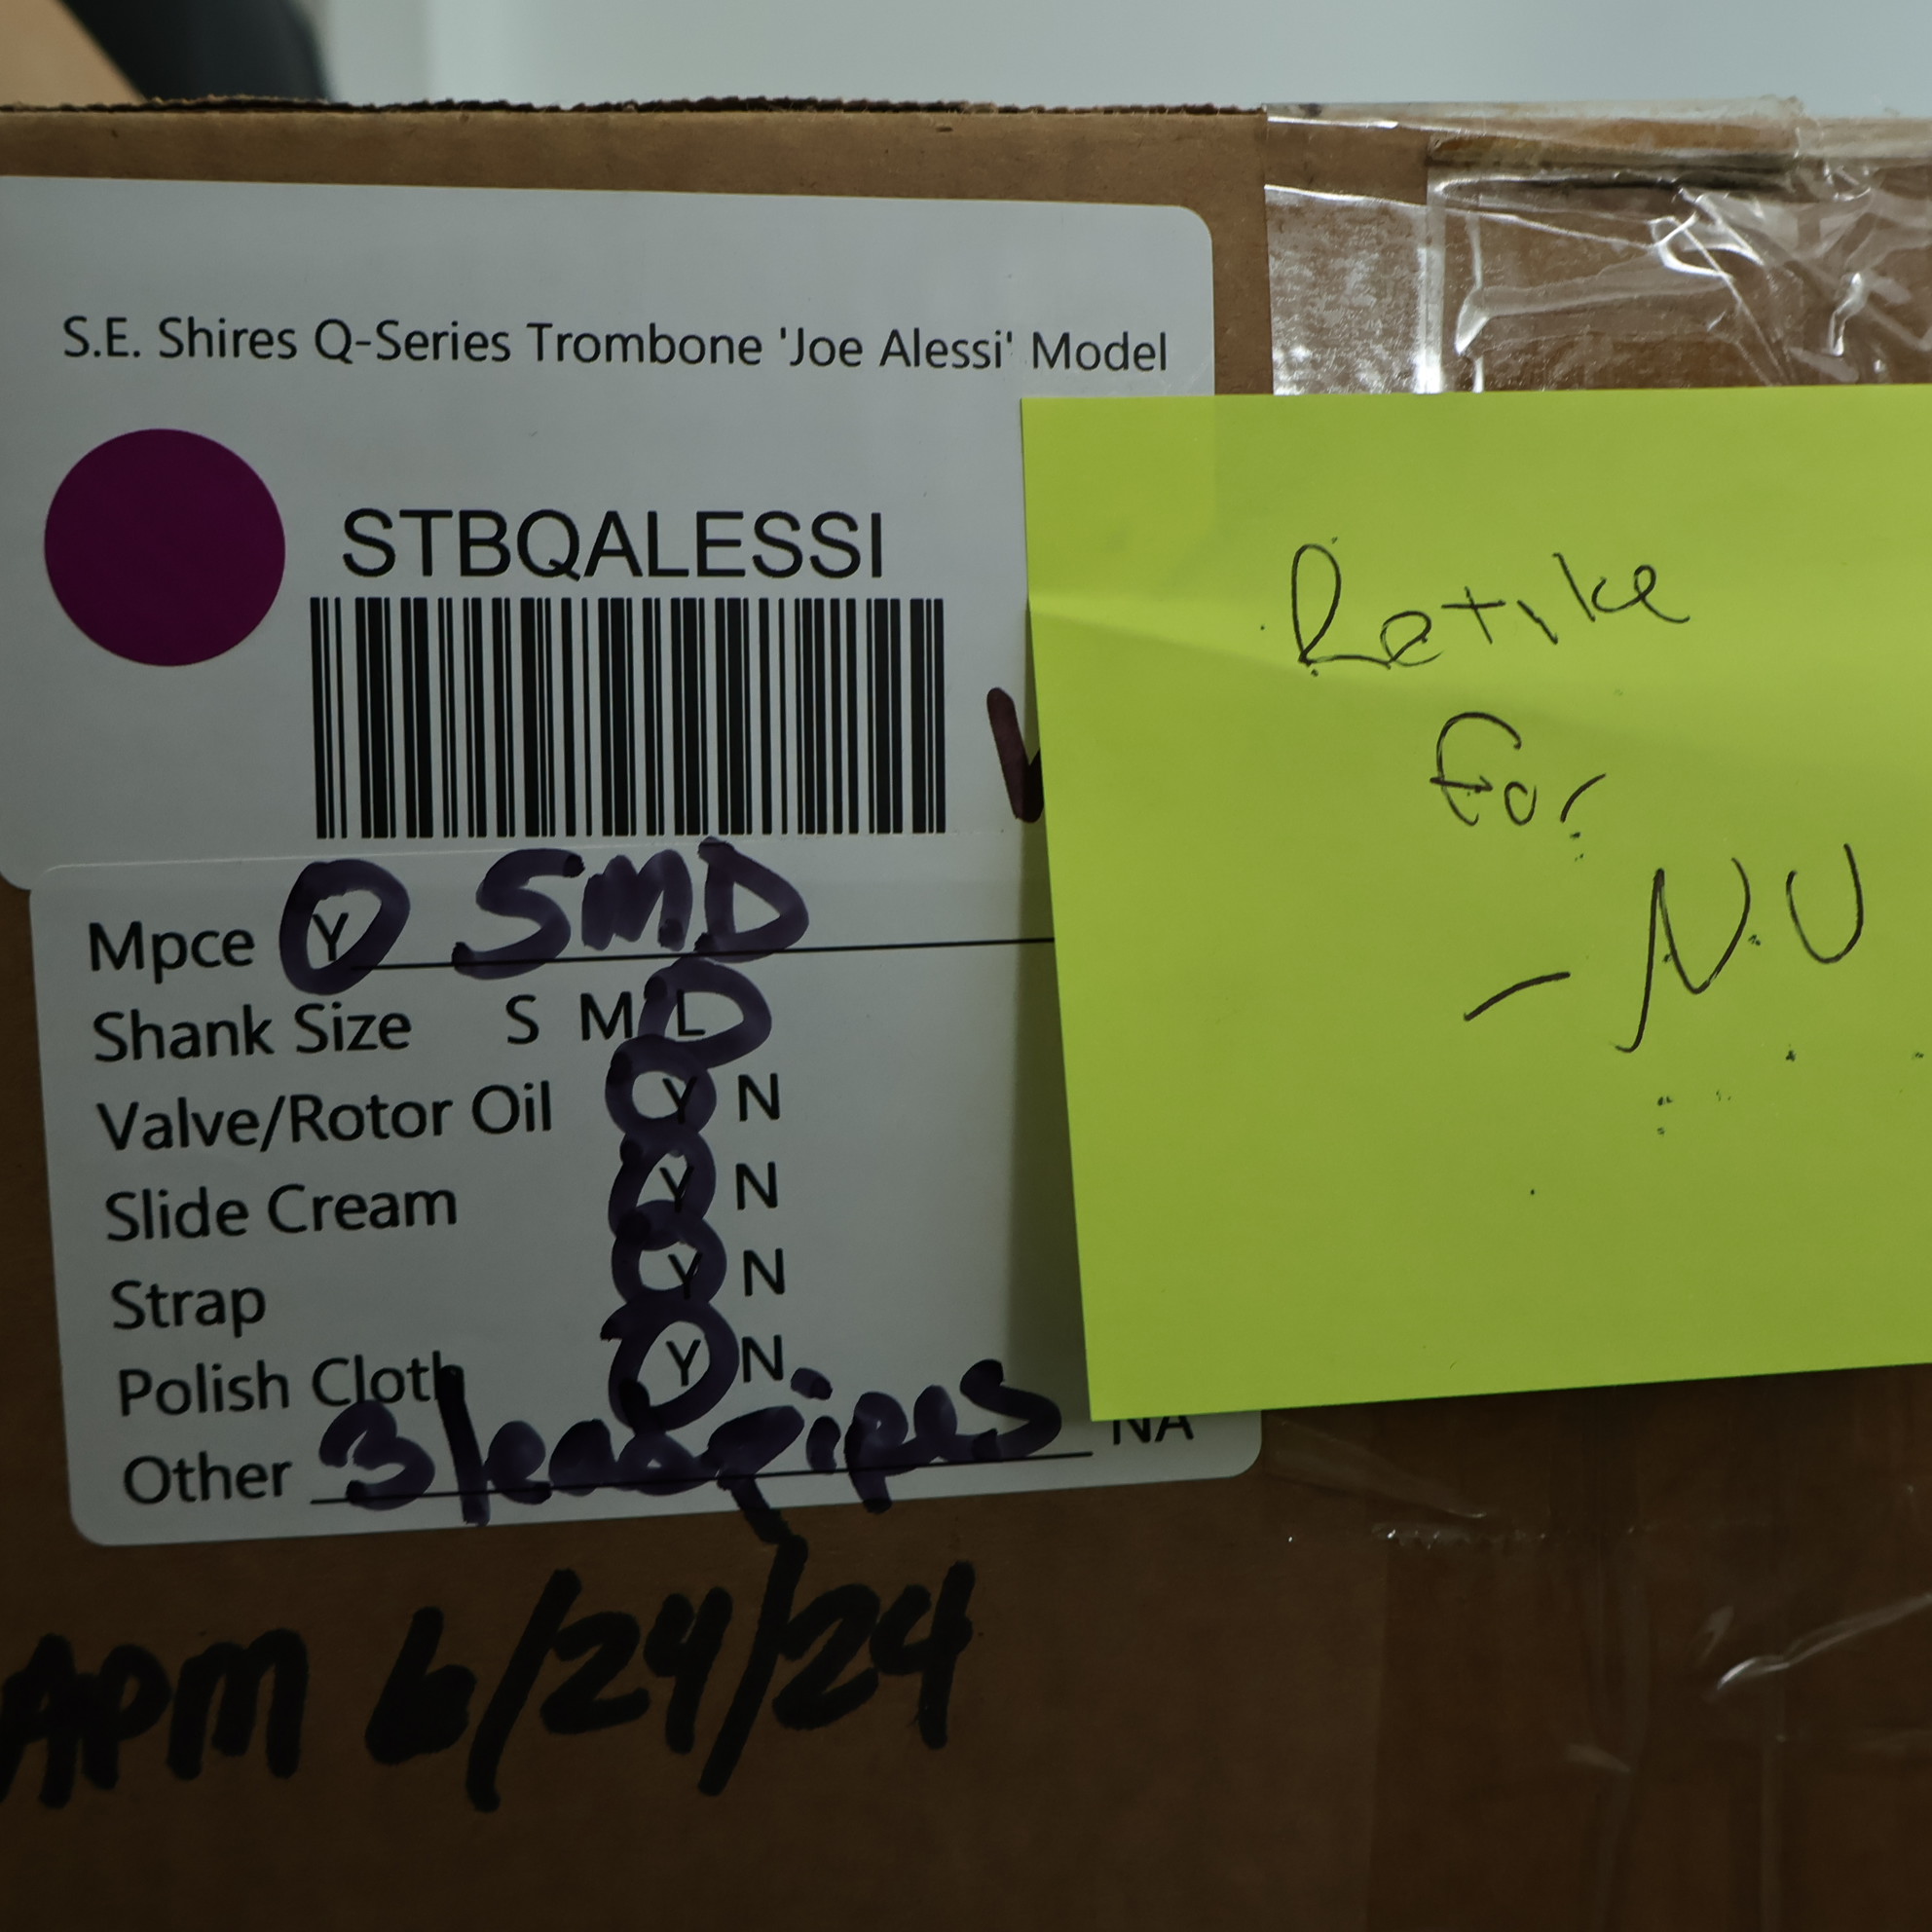 S.E. Shires Q-Series Trombone 'Joe Alessi' Model
STBQALESSI
Mpce Y SMD
Shank Size S M L
Valve/Rotor Oil Y N
Slide Cream Y N
Strap Y N
Polish Cloth Y N
Other 3 leadpipes NA
APM 6/24/24
for
- NU